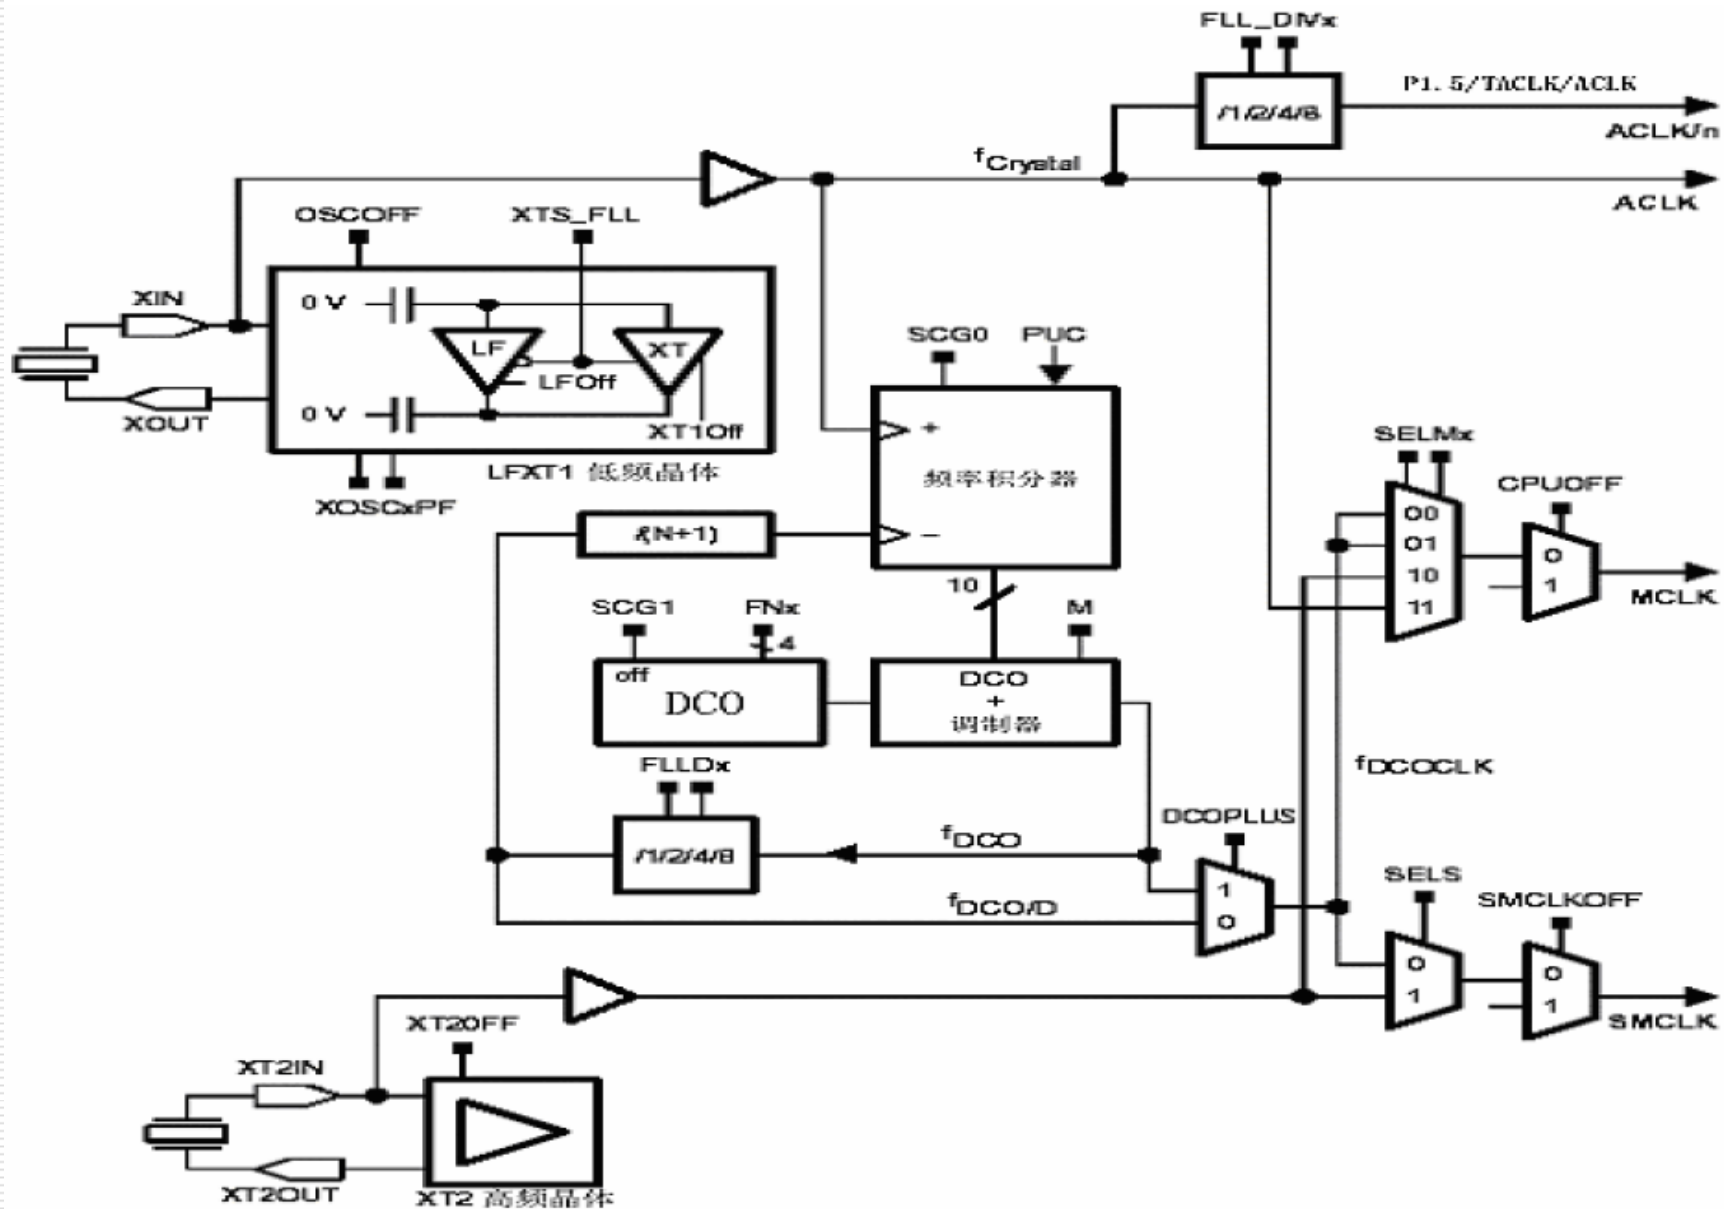 FLL_DIVx
P1.5/TACLK/ACLK
/1/2/4/8
ACLK/n
fCrystal
ACLK
OSCOFF
XTS_FLL
XIN
0 V
LF
XT
LFOff
0 V
XT1Off
XOUT
LFXT1 低频晶体
XOSCxPF
SCG0
PUC
+
频率积分器
/(N+1)
−
10
SELMx
00
01
10
11
CPUOFF
0
1
MCLK
SCG1
FNx
4
M
off
DCO
DCO
+
调制器
fDCOCLK
FLLDx
/1/2/4/8
fDCO
DCOPLUS
1
0
fDCO/D
SELS
0
1
SMCLKOFF
0
1
SMCLK
XT2OFF
XT2IN
XT2OUT
XT2 高频晶体